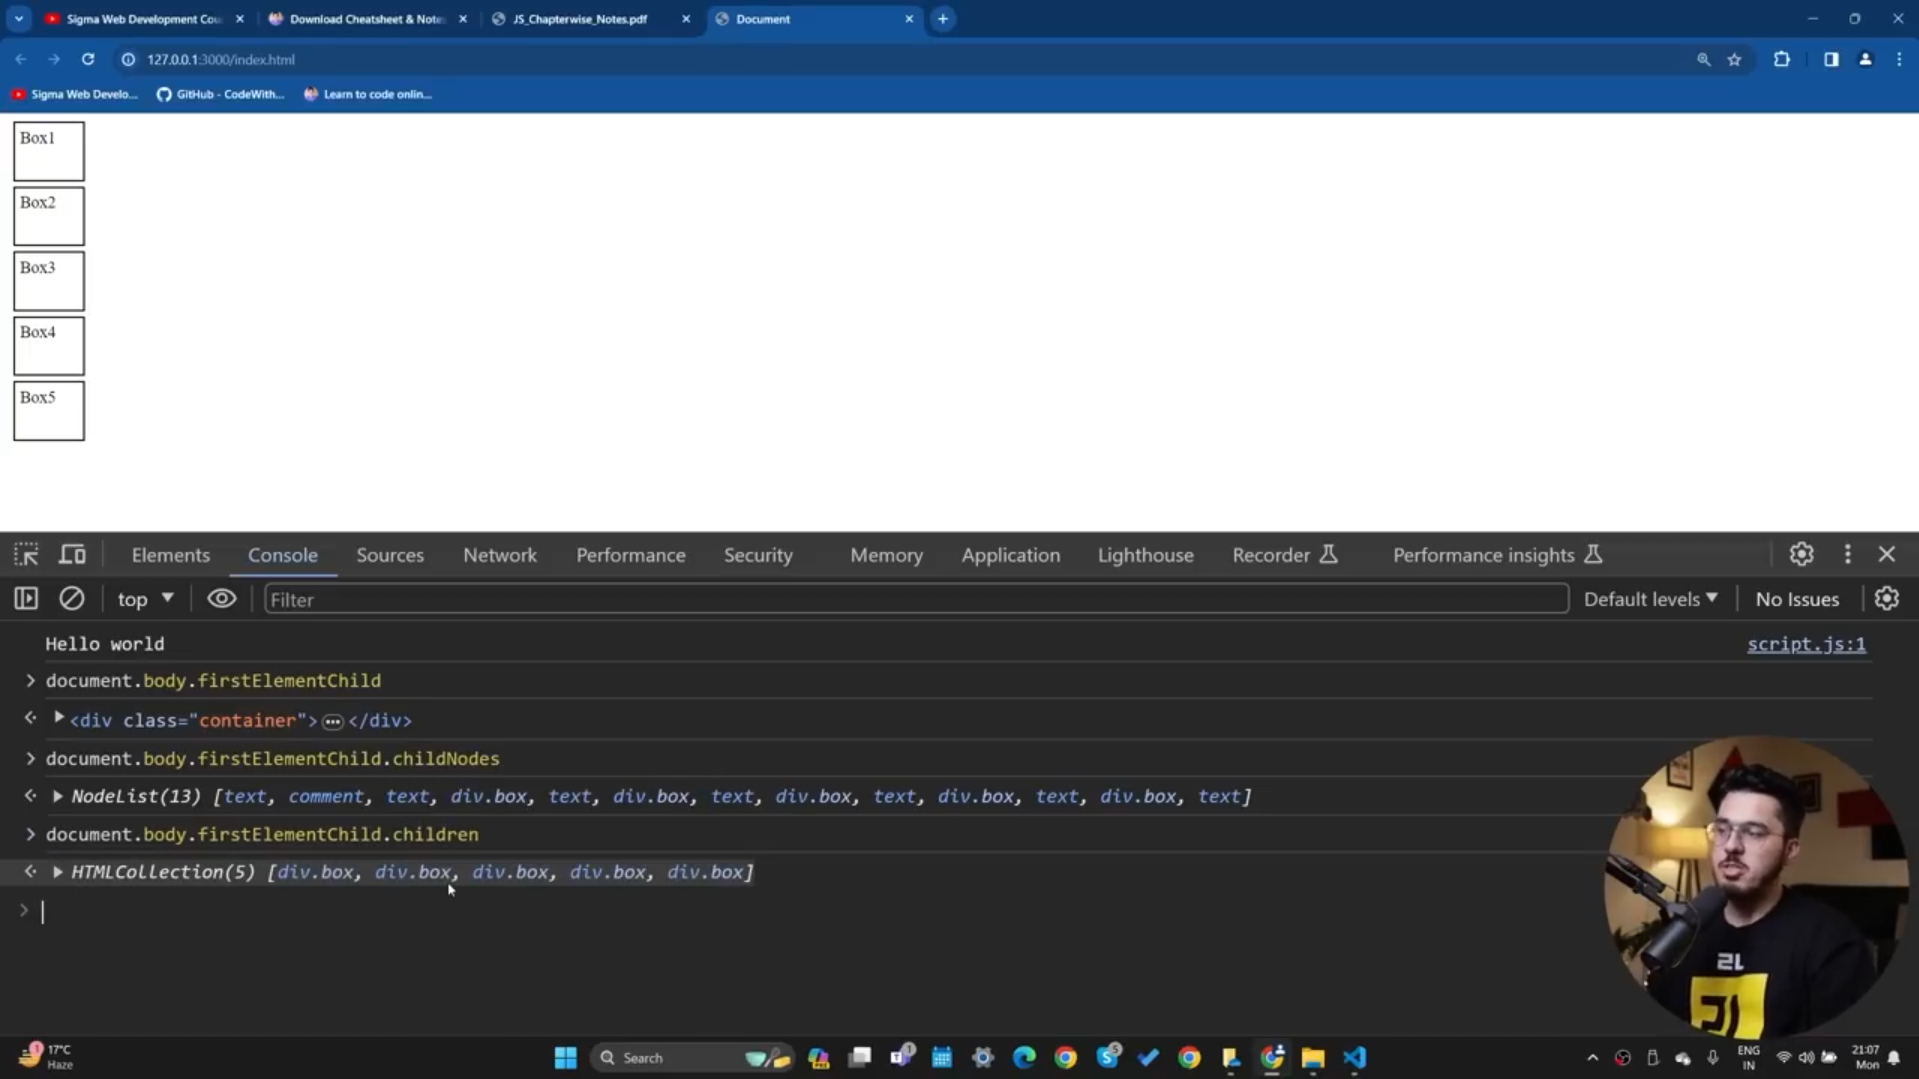 Sigma Web Development Cou
Download Cheatsheet & Note
JS_Chapterwise_Notes.pdf
Document
127.0.0.1:3000/index.html
Sigma Web Develo...
GitHub - CodeWith...
Learn to code onlin...
Box1
Box2
Box3
Box4
Box5
Elements Console Sources Network Performance Security Memory Application Lighthouse Recorder Performance insights
top Filter Default levels No Issues
Hello world script.js:1
> document.body.firstElementChild
<div class="container">…</div>
> document.body.firstElementChild.childNodes
NodeList(13) [text, comment, text, div.box, text, div.box, text, div.box, text, div.box, text, div.box, text]
> document.body.firstElementChild.children
HTMLCollection(5) [div.box, div.box, div.box, div.box, div.box]
>
17°C
Haze
Search
ENG
IN
21:07
Mon